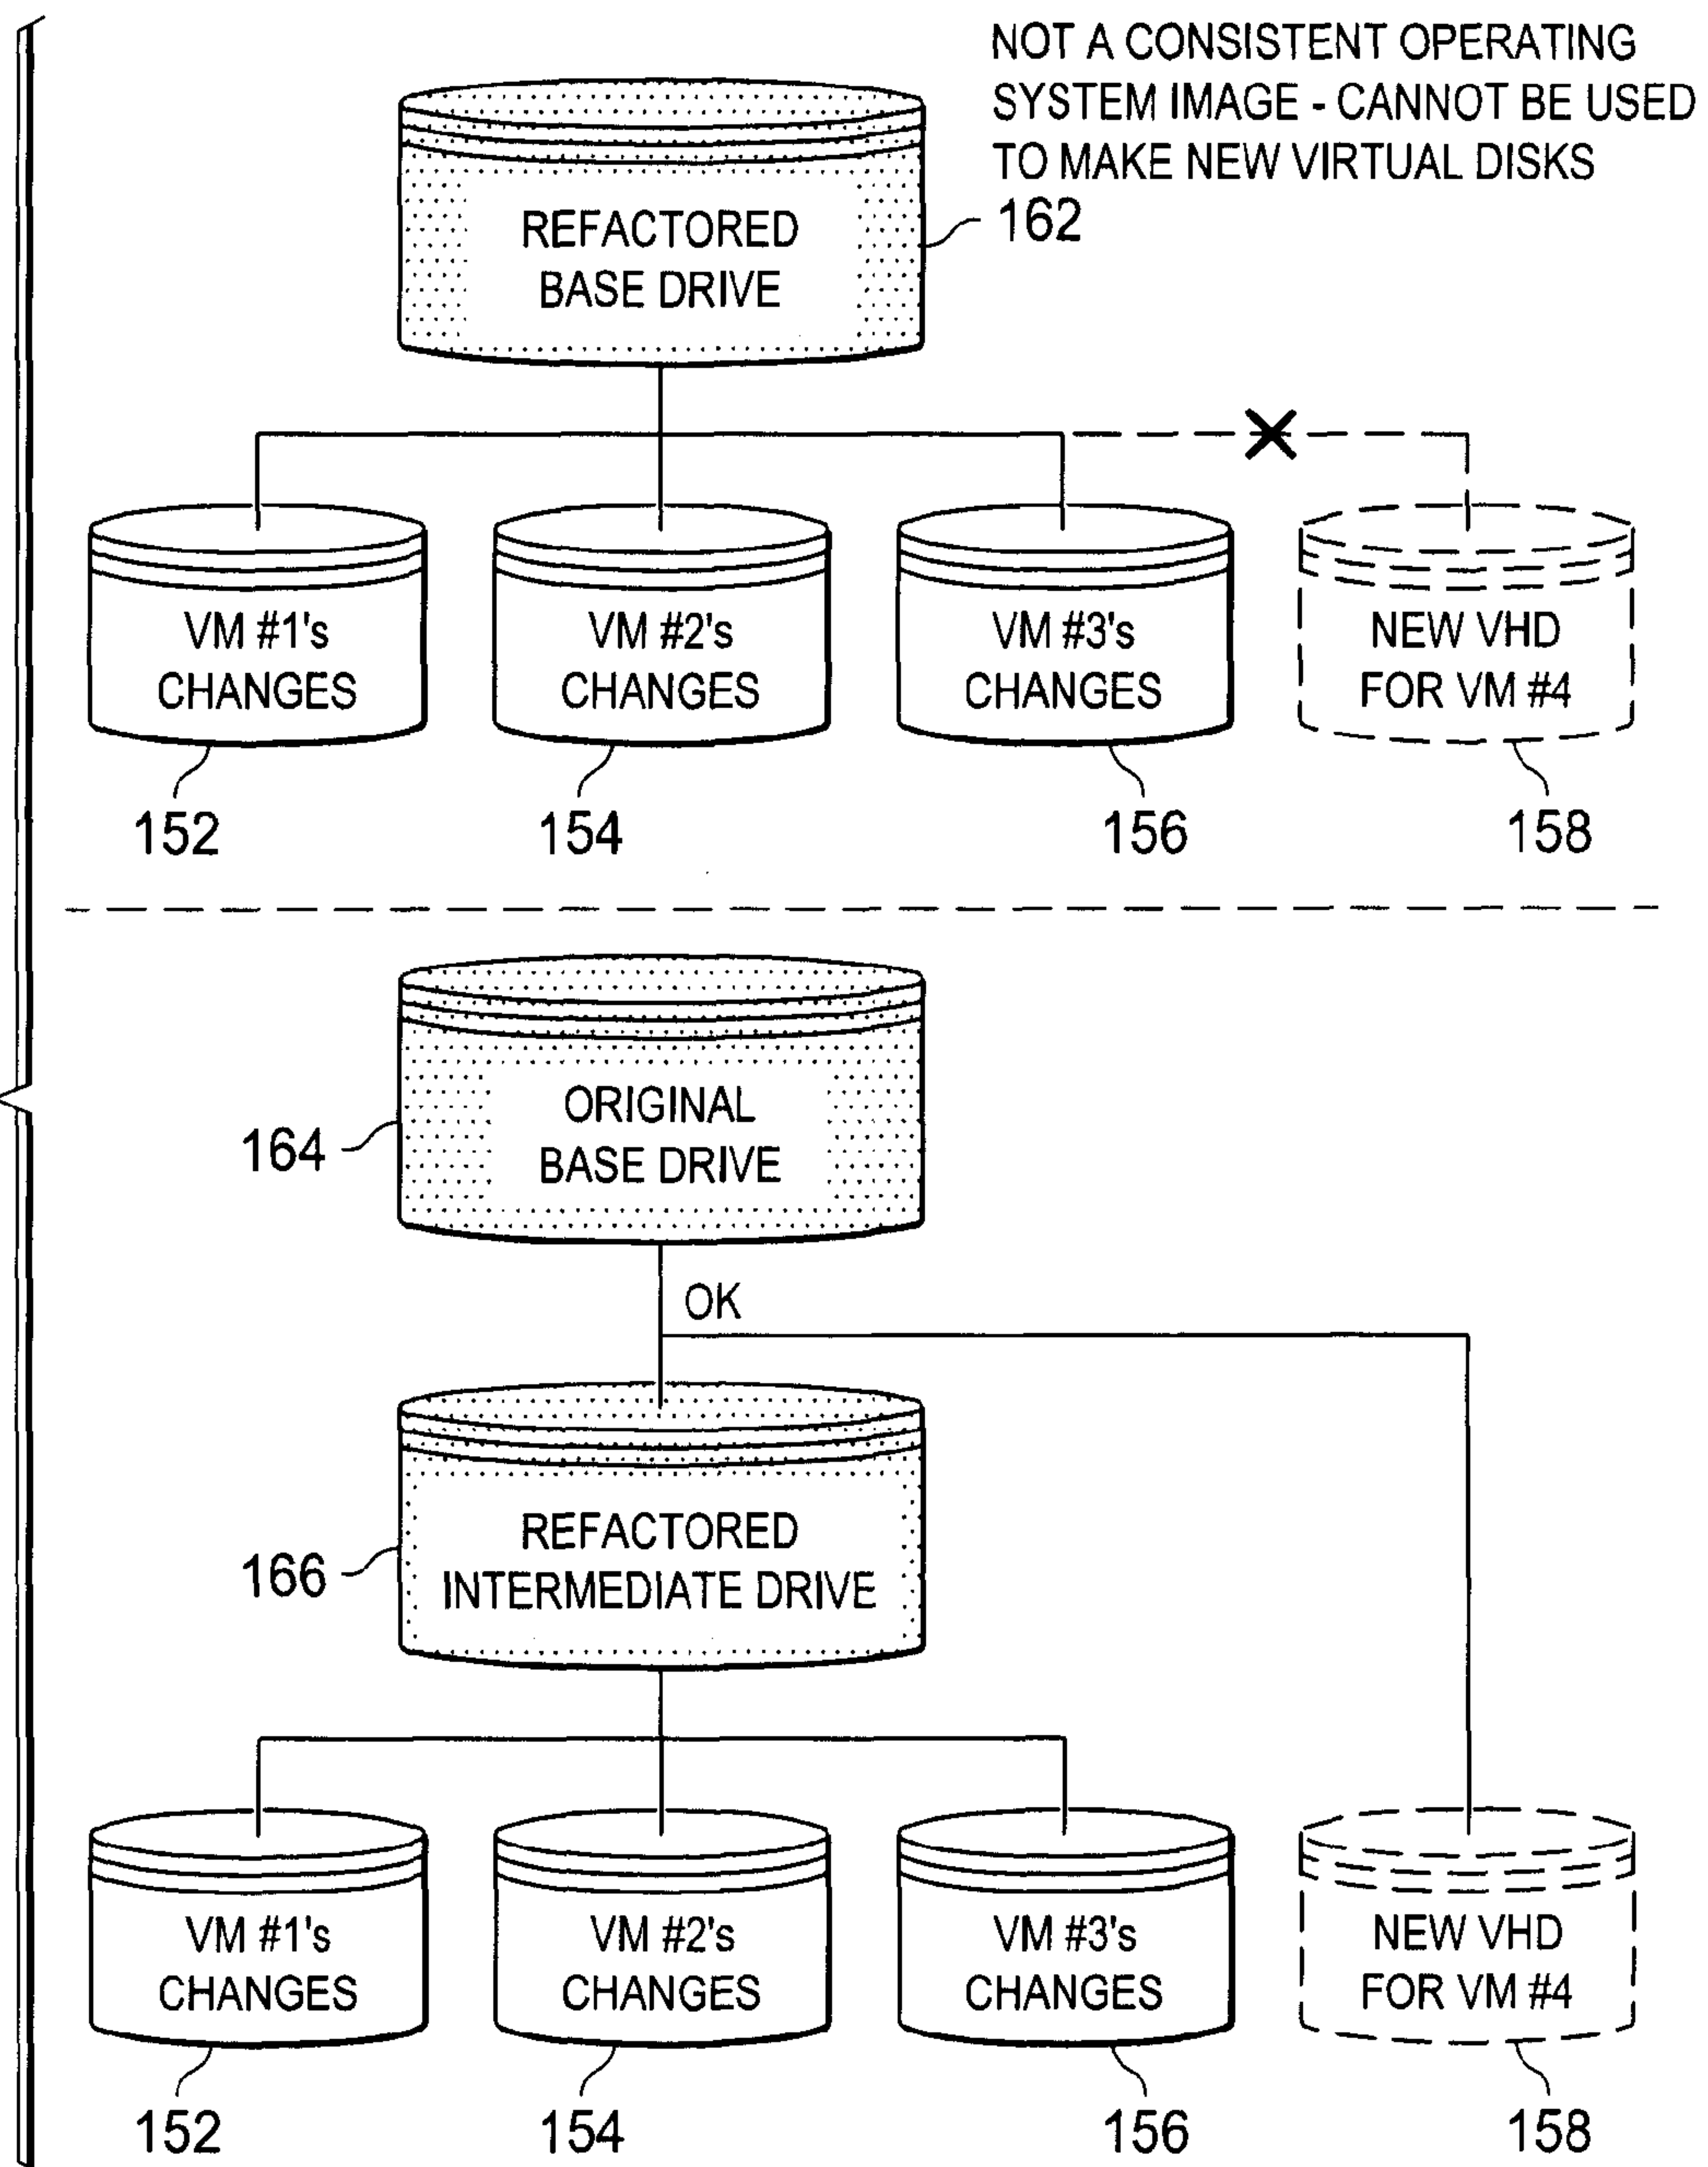 NOT A CONSISTENT OPERATING
SYSTEM IMAGE - CANNOT BE USED
TO MAKE NEW VIRTUAL DISKS
REFACTORED
BASE DRIVE
162
VM #1's
CHANGES
VM #2's
CHANGES
VM #3's
CHANGES
NEW VHD
FOR VM #4
152
154
156
158
ORIGINAL
BASE DRIVE
164
OK
REFACTORED
INTERMEDIATE DRIVE
166
VM #1's
CHANGES
VM #2's
CHANGES
VM #3's
CHANGES
NEW VHD
FOR VM #4
152
154
156
158